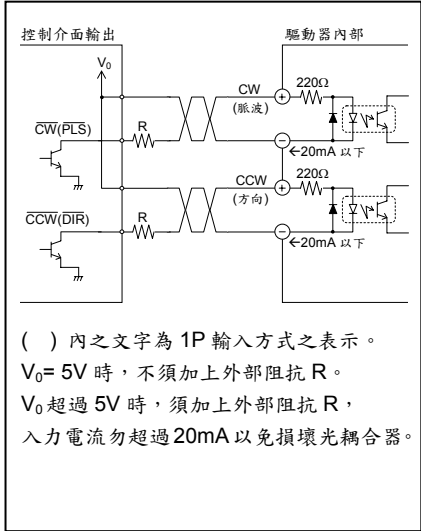 控制介面輸出
驅動器內部
V₀
CW
(脈波)
220Ω
CW(PLS)
R
←20mA 以下
CCW
(方向)
220Ω
CCW(DIR)
R
←20mA 以下
( ) 內之文字為 1P 輸入方式之表示。
V₀= 5V 時，不須加上外部阻抗 R。
V₀超過 5V 時，須加上外部阻抗 R，
入力電流勿超過20mA以免損壞光耦合器。